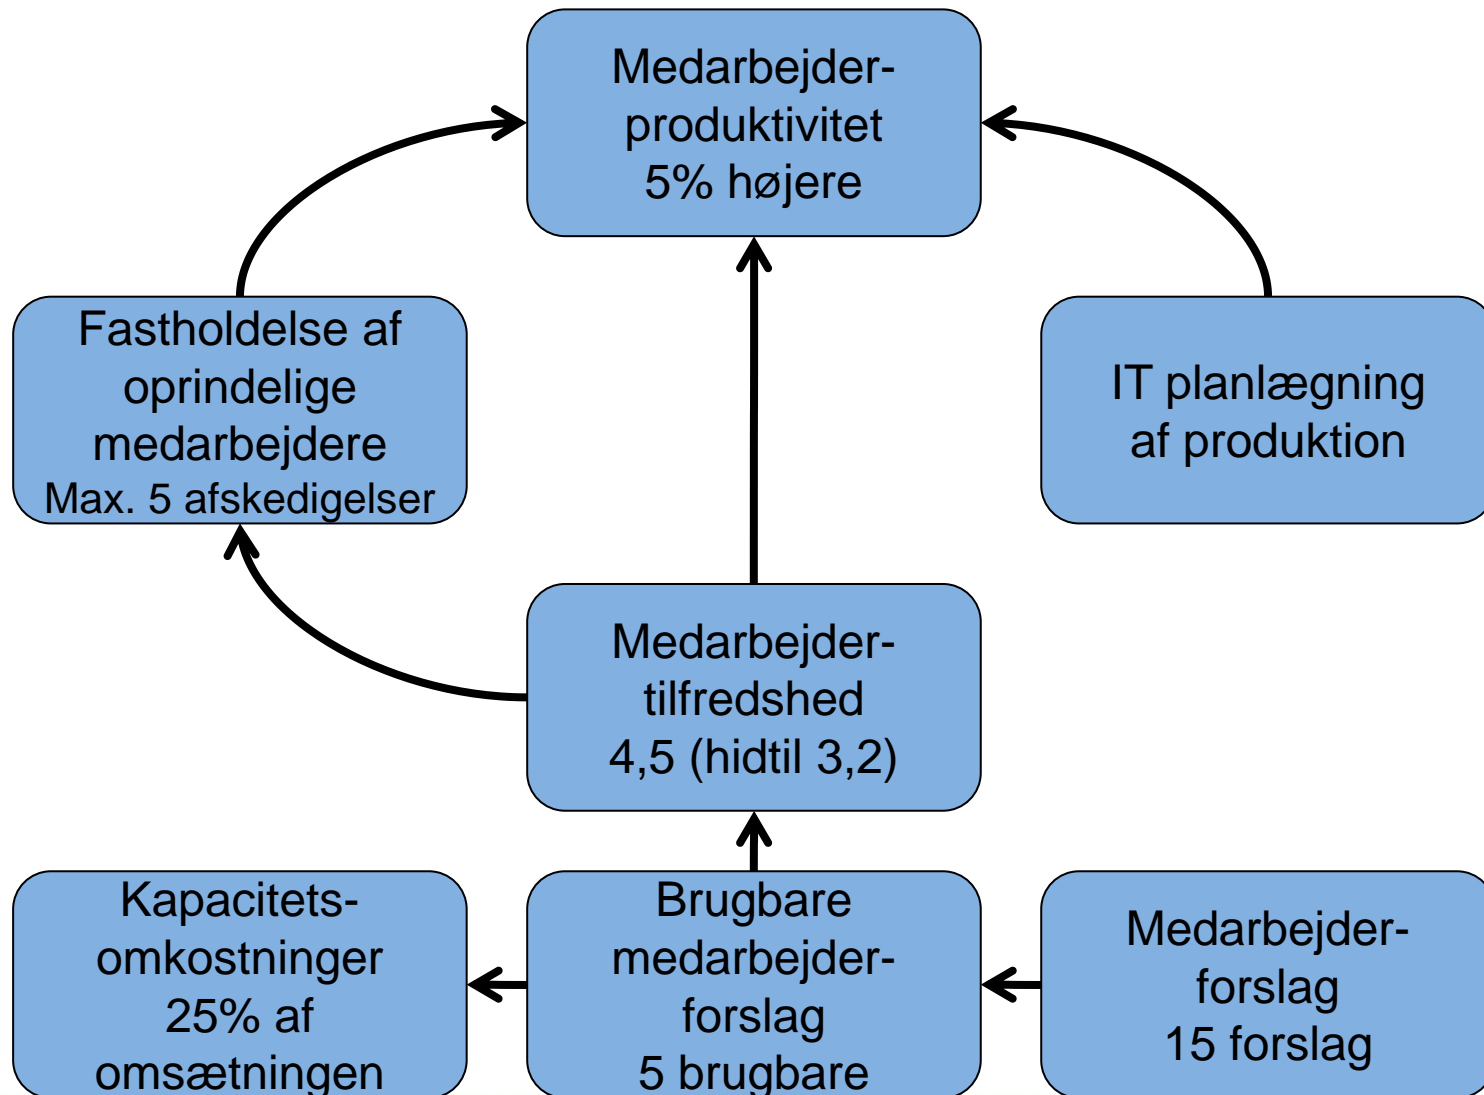 Medarbejder-
produktivitet
5% højere
Fastholdelse af
oprindelige
medarbejdere
Max. 5 afskedigelser
IT planlægning
af produktion
Medarbejder-
tilfredshed
4,5 (hidtil 3,2)
Kapacitets-
omkostninger
25% af
omsætningen
Brugbare
medarbejder-
forslag
5 brugbare
Medarbejder-
forslag
15 forslag